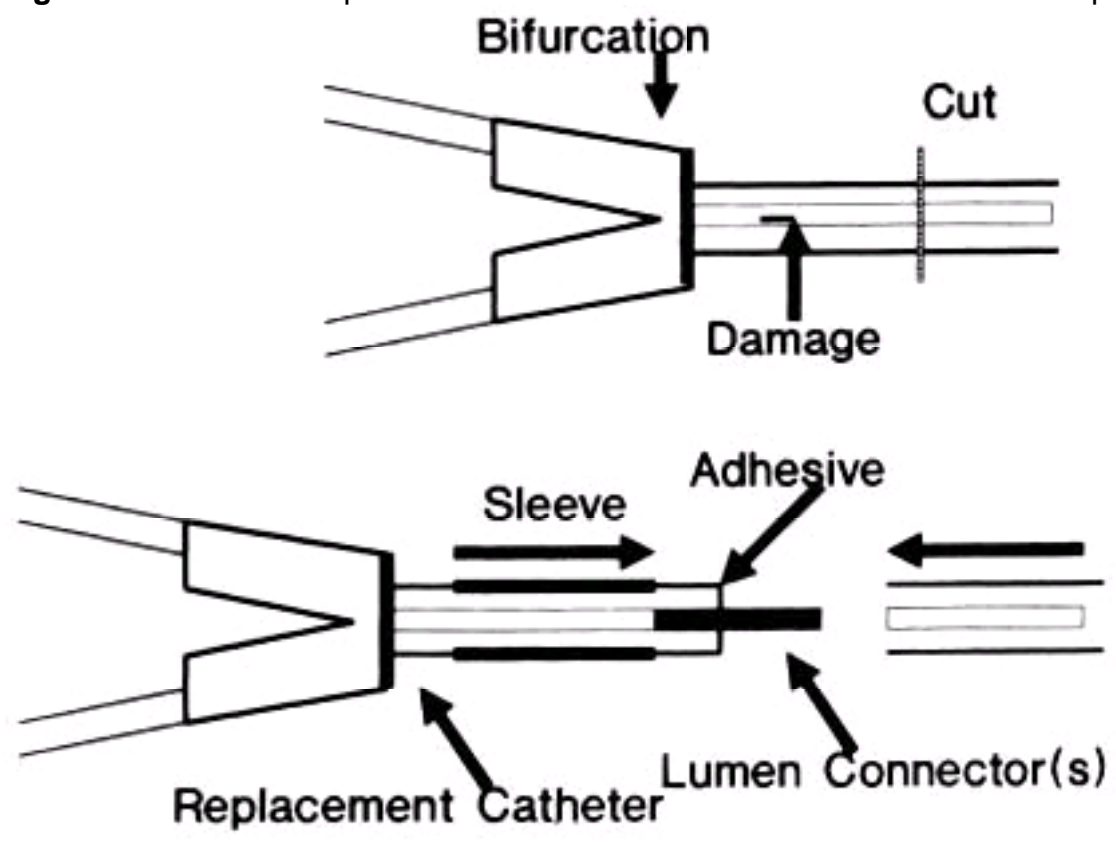 Bifurcation
Cut
Damage
Adhesive
Sleeve
Lumen Connector(s)
Replacement Catheter